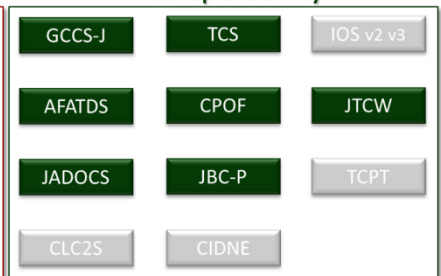 GCCS-J TCS IOS v2 v3
AFATDS CPOF JTCW
JADOCS JBC-P TCPT
CLC2S CIDNE